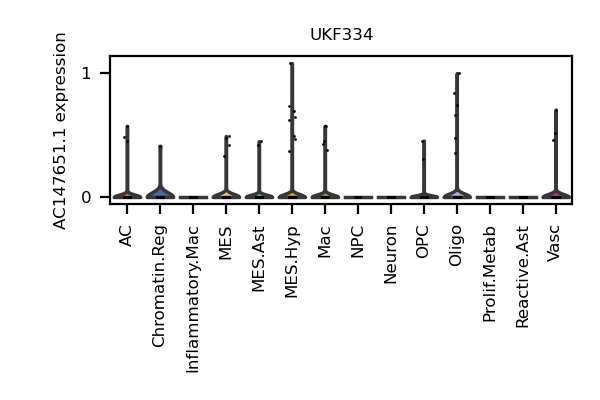 UKF334
AC147651.1 expression
1
0
AC
Chromatin.Reg
Inflammatory.Mac
MES
MES.Ast
MES.Hyp
Mac
NPC
Neuron
OPC
Oligo
Prolif.Metab
Reactive.Ast
Vasc